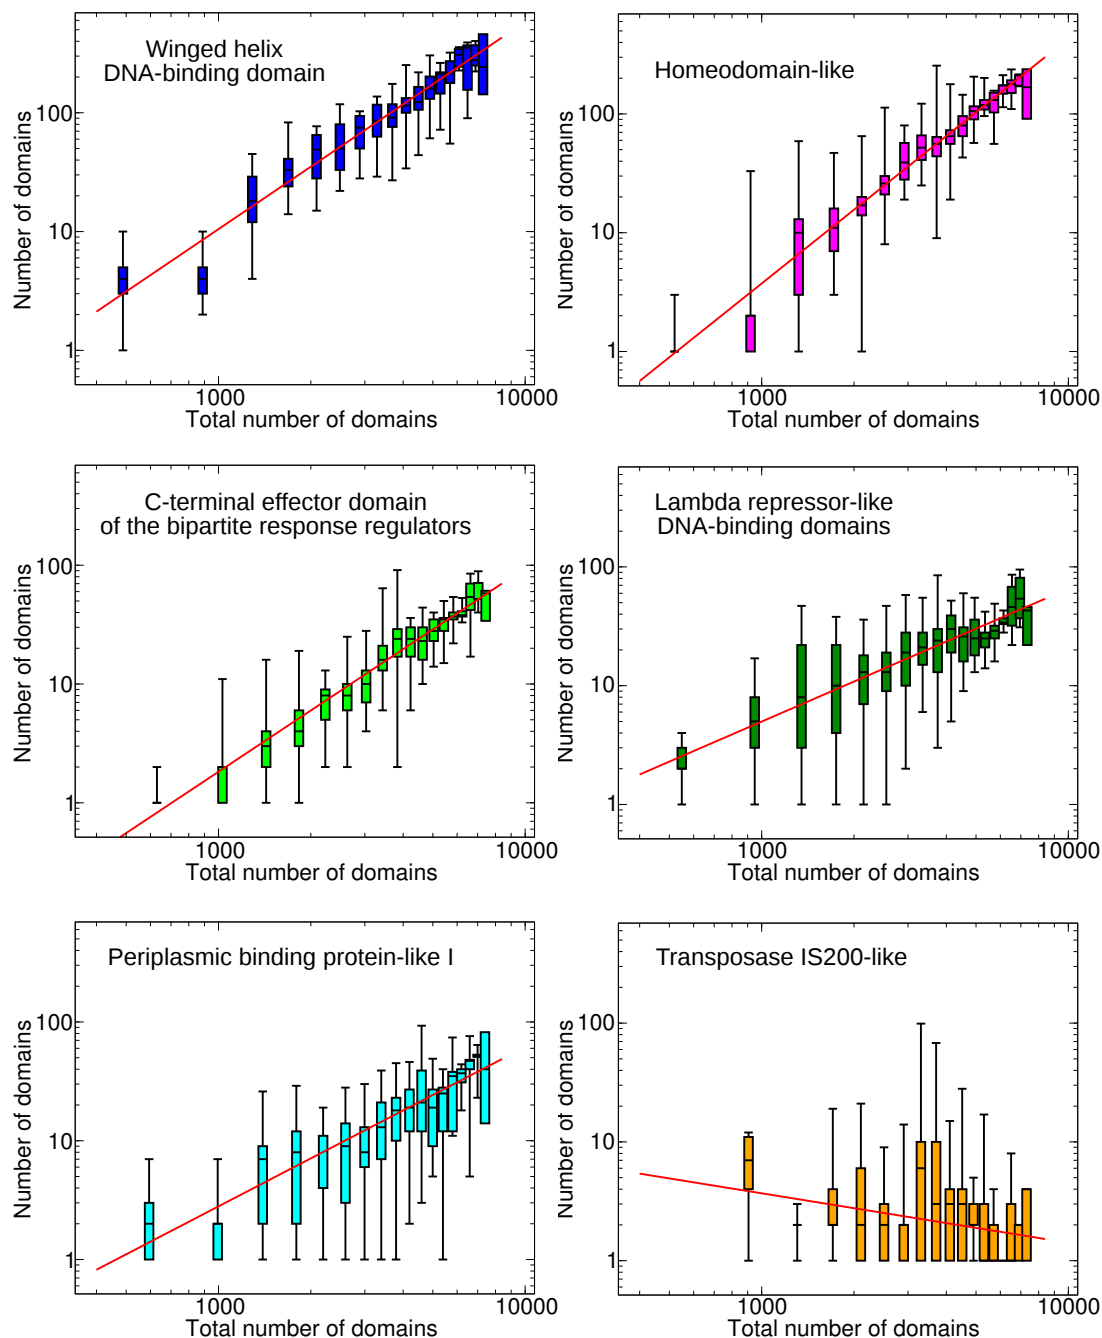 Winged helix
DNA-binding domain
Number of domains
100
10
1
1000
10000
Total number of domains
Homeodomain-like
Number of domains
100
10
1
1000
10000
Total number of domains
C-terminal effector domain
of the bipartite response regulators
Number of domains
100
10
1
1000
10000
Total number of domains
Lambda repressor-like
DNA-binding domains
Number of domains
100
10
1
1000
10000
Total number of domains
Periplasmic binding protein-like I
Number of domains
100
10
1
1000
10000
Total number of domains
Transposase IS200-like
Number of domains
100
10
1
1000
10000
Total number of domains